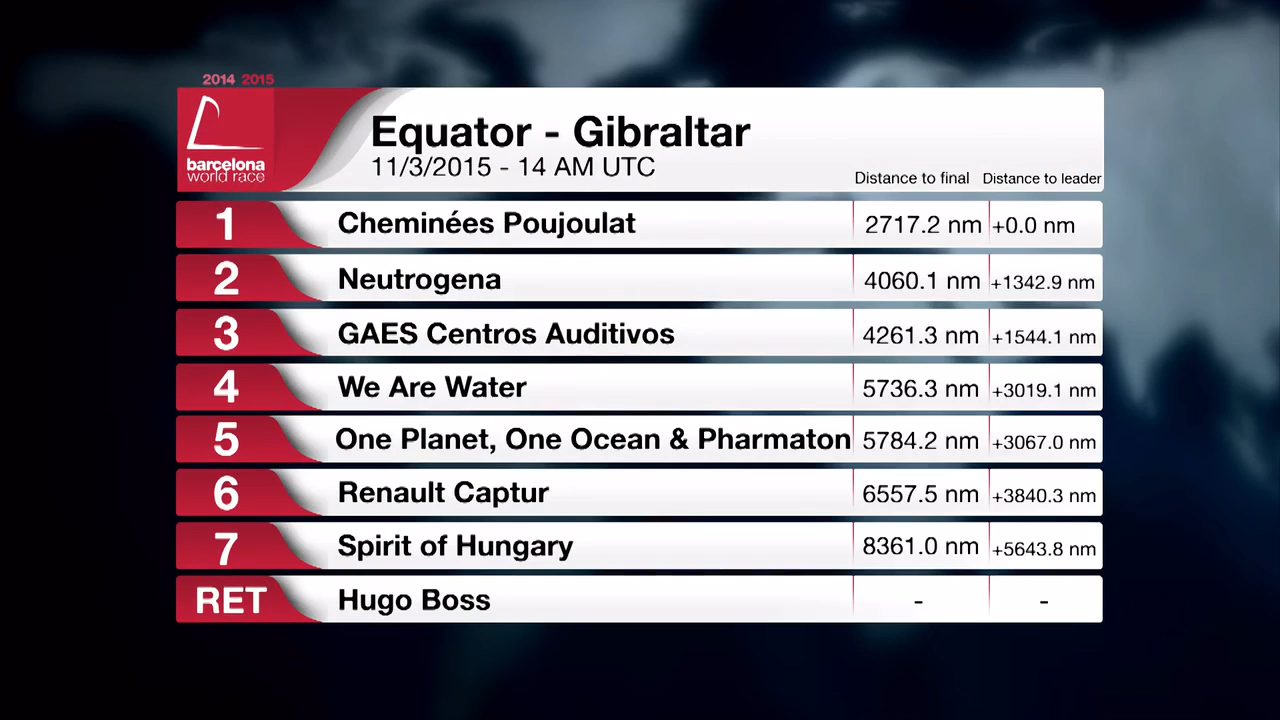 2014 2015
barcelona
world race
Equator - Gibraltar
11/3/2015 - 14 AM UTC
Distance to final Distance to leader
1 Cheminées Poujoulat 2717.2 nm +0.0 nm
2 Neutrogena 4060.1 nm +1342.9 nm
3 GAES Centros Auditivos 4261.3 nm +1544.1 nm
4 We Are Water 5736.3 nm +3019.1 nm
5 One Planet, One Ocean & Pharmaton 5784.2 nm +3067.0 nm
6 Renault Captur 6557.5 nm +3840.3 nm
7 Spirit of Hungary 8361.0 nm +5643.8 nm
RET Hugo Boss - -